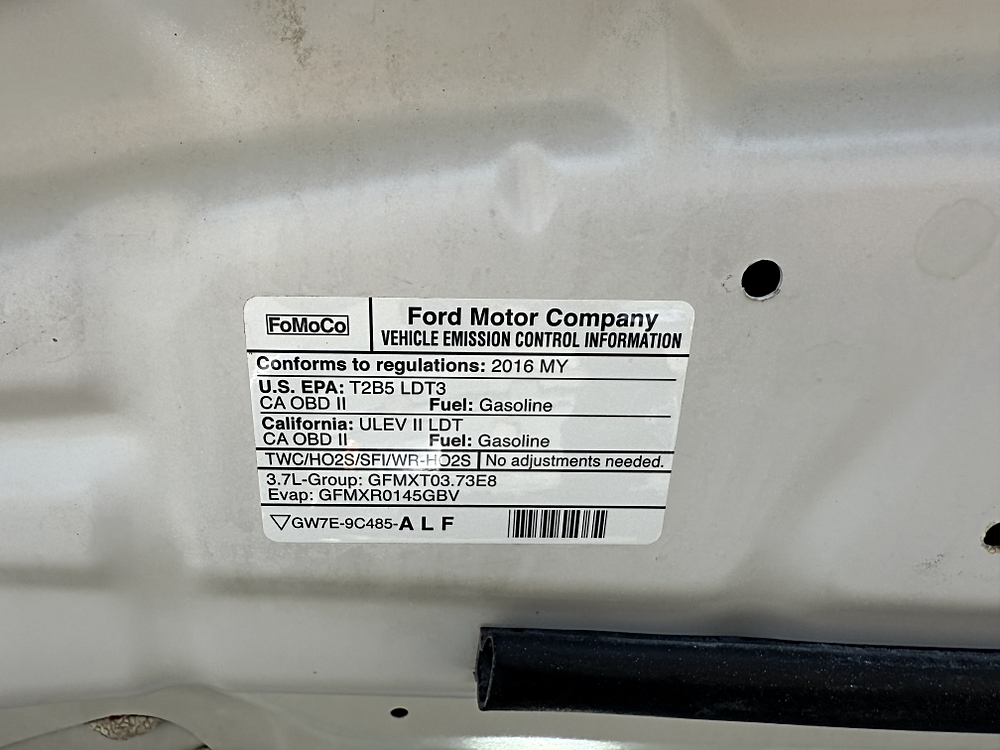 FoMoCo
Ford Motor Company
VEHICLE EMISSION CONTROL INFORMATION
Conforms to regulations: 2016 MY
U.S. EPA: T2B5 LDT3
CA OBD II Fuel: Gasoline
California: ULEV II LDT
CA OBD II Fuel: Gasoline
TWC/HO2S/SFI/WR-HO2S No adjustments needed.
3.7L-Group: GFMXT03.73E8
Evap: GFMXR0145GBV
GW7E-9C485-A L F